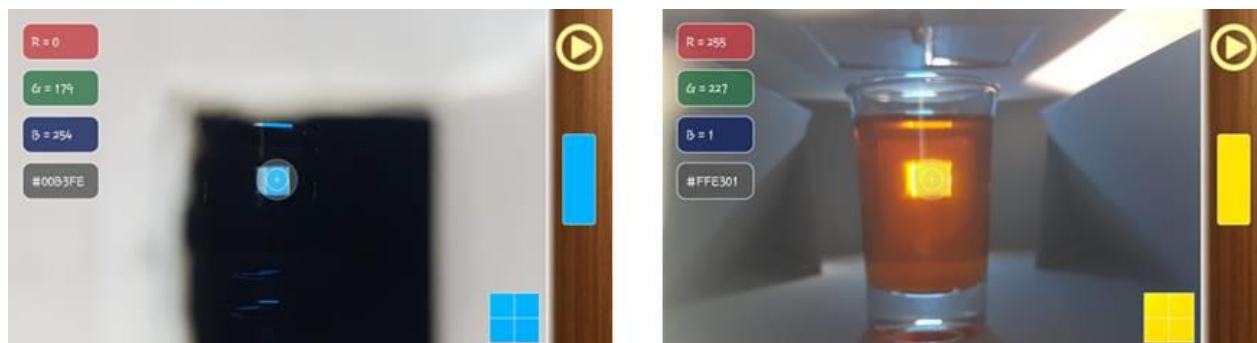 R = 0
G = 179
B = 254
#00B3FE
R = 255
G = 227
B = 1
#FFE301